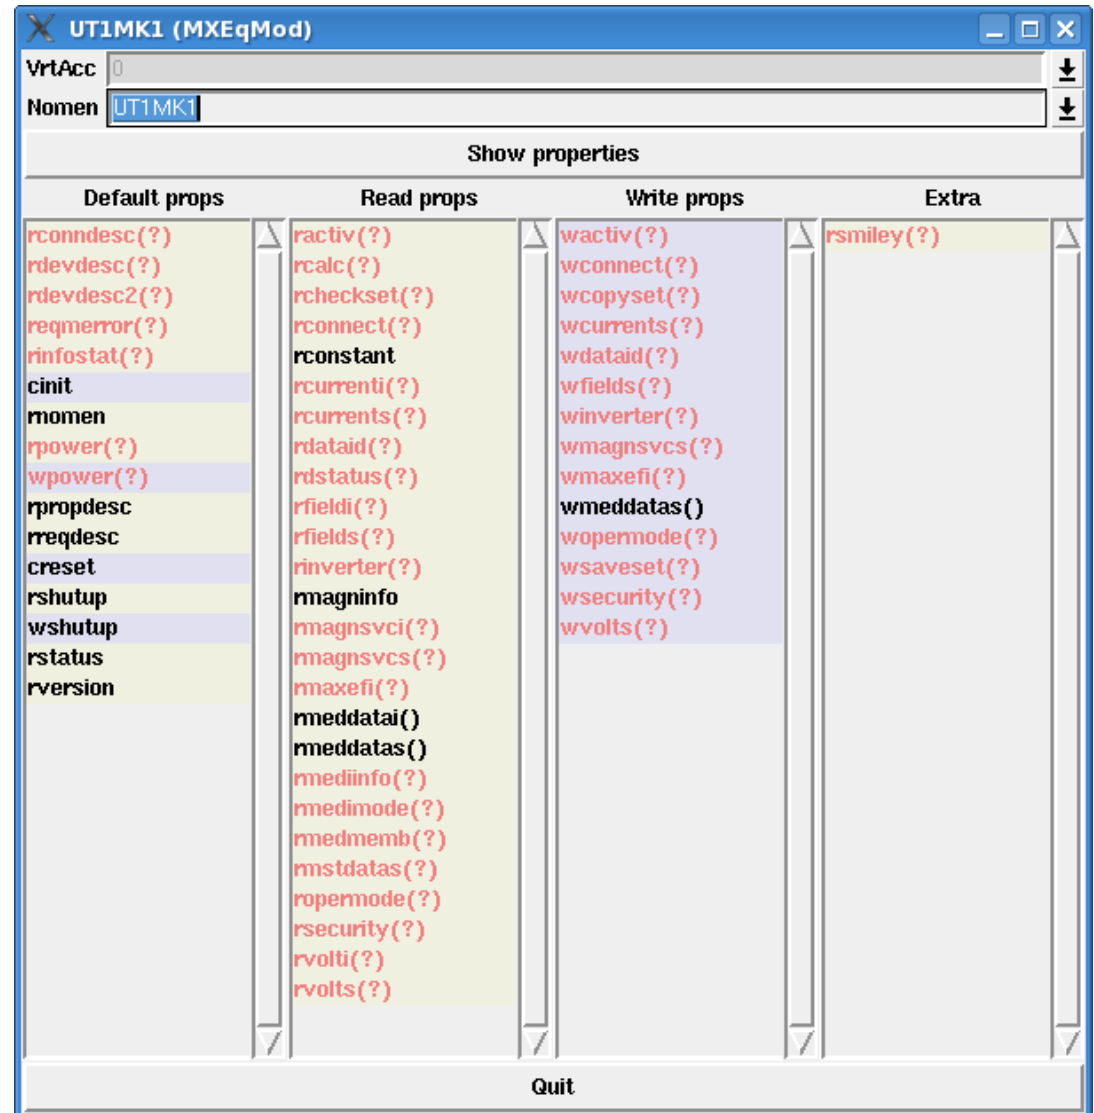 UT1MK1 (MXEqMod)
VrtAcc 0
Nomen UT1MK1
Show properties
Default props
rconndesc(?)
rdevdesc(?)
rdevdesc2(?)
reqmerror(?)
rinfostat(?)
cinit
rnomen
rpower(?)
wpower(?)
rpropdesc
rreqdesc
creset
rshutup
wshutup
rstatus
rversion
Read props
ractiv(?)
rcalc(?)
rcheckset(?)
rconnect(?)
rconstant
rcurrenti(?)
rcurrents(?)
rdataid(?)
rdstatus(?)
rfieldi(?)
rfields(?)
rinverter(?)
rmagninfo
rmagnsvci(?)
rmagnsvcs(?)
rmaxefi(?)
rmeddatai()
rmeddatas()
rmediinfo(?)
rmedimode(?)
rmedmemb(?)
rmstdatas(?)
ropermode(?)
rsecurity(?)
rvolti(?)
rvolts(?)
Write props
wactiv(?)
wconnect(?)
wcopyset(?)
wcurrents(?)
wdataid(?)
wfields(?)
winverter(?)
wmagnsvcs(?)
wmaxefi(?)
wmeddatas()
wopermode(?)
wsaveset(?)
wsecurity(?)
wvolts(?)
Extra
rsmiley(?)
Quit